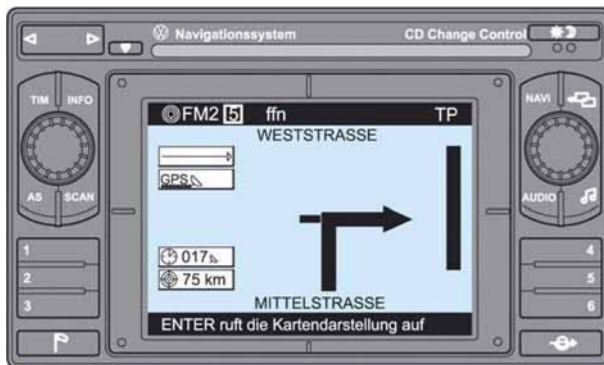 Navigationssystem CD Change Control
TIM INFO
AS SCAN
1
2
3
FM2 5 ffn TP
WESTSTRASSE
GPS
017
75 km
MITTELSTRASSE
ENTER ruft die Kartendarstellung auf
NAVI
AUDIO
4
5
6